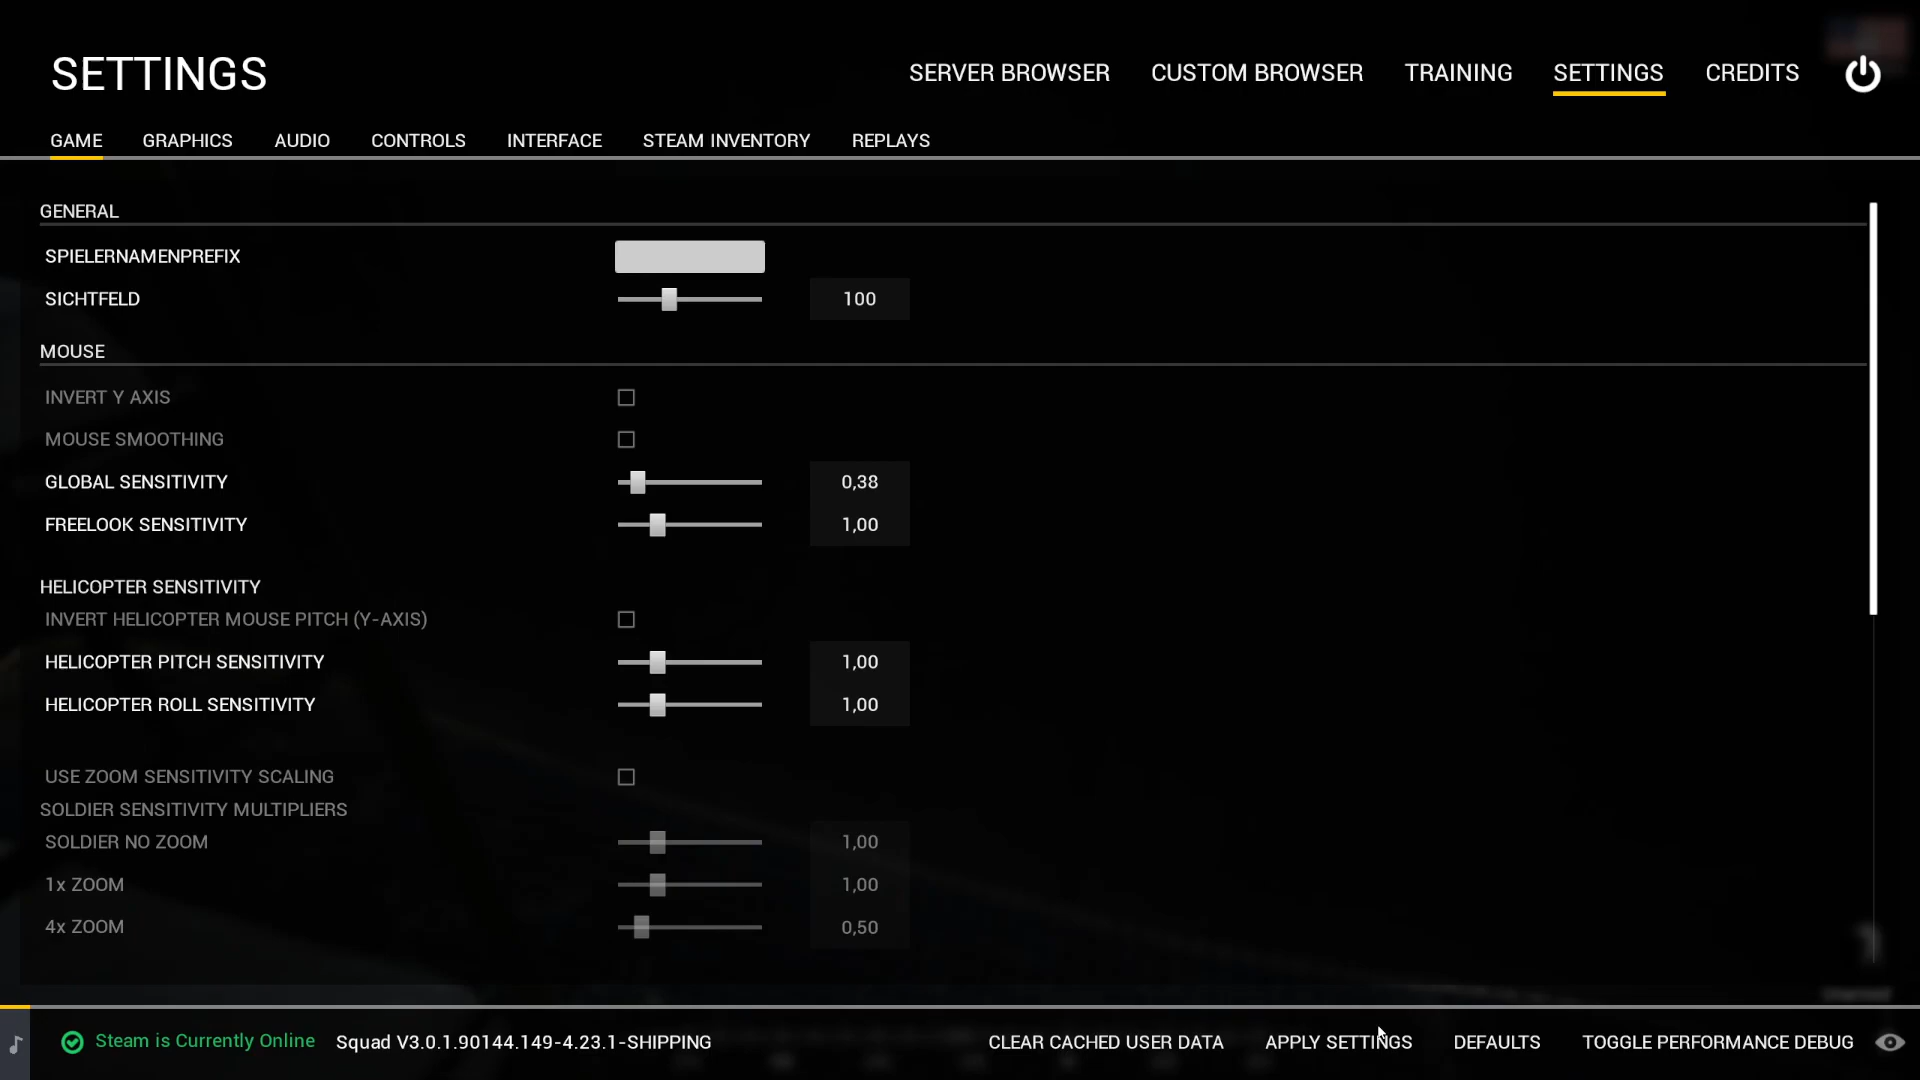 SETTINGS
SERVER BROWSER CUSTOM BROWSER TRAINING SETTINGS CREDITS
GAME GRAPHICS AUDIO CONTROLS INTERFACE STEAM INVENTORY REPLAYS
GENERAL
SPIELERNAMENPREFIX
SICHTFELD 100
MOUSE
INVERT Y AXIS
MOUSE SMOOTHING
GLOBAL SENSITIVITY 0,38
FREELOOK SENSITIVITY 1,00
HELICOPTER SENSITIVITY
INVERT HELICOPTER MOUSE PITCH (Y-AXIS)
HELICOPTER PITCH SENSITIVITY 1,00
HELICOPTER ROLL SENSITIVITY 1,00
USE ZOOM SENSITIVITY SCALING
SOLDIER SENSITIVITY MULTIPLIERS
SOLDIER NO ZOOM 1,00
1x ZOOM 1,00
4x ZOOM 0,50
Steam is Currently Online Squad V3.0.1.90144.149-4.23.1-SHIPPING CLEAR CACHED USER DATA APPLY SETTINGS DEFAULTS TOGGLE PERFORMANCE DEBUG